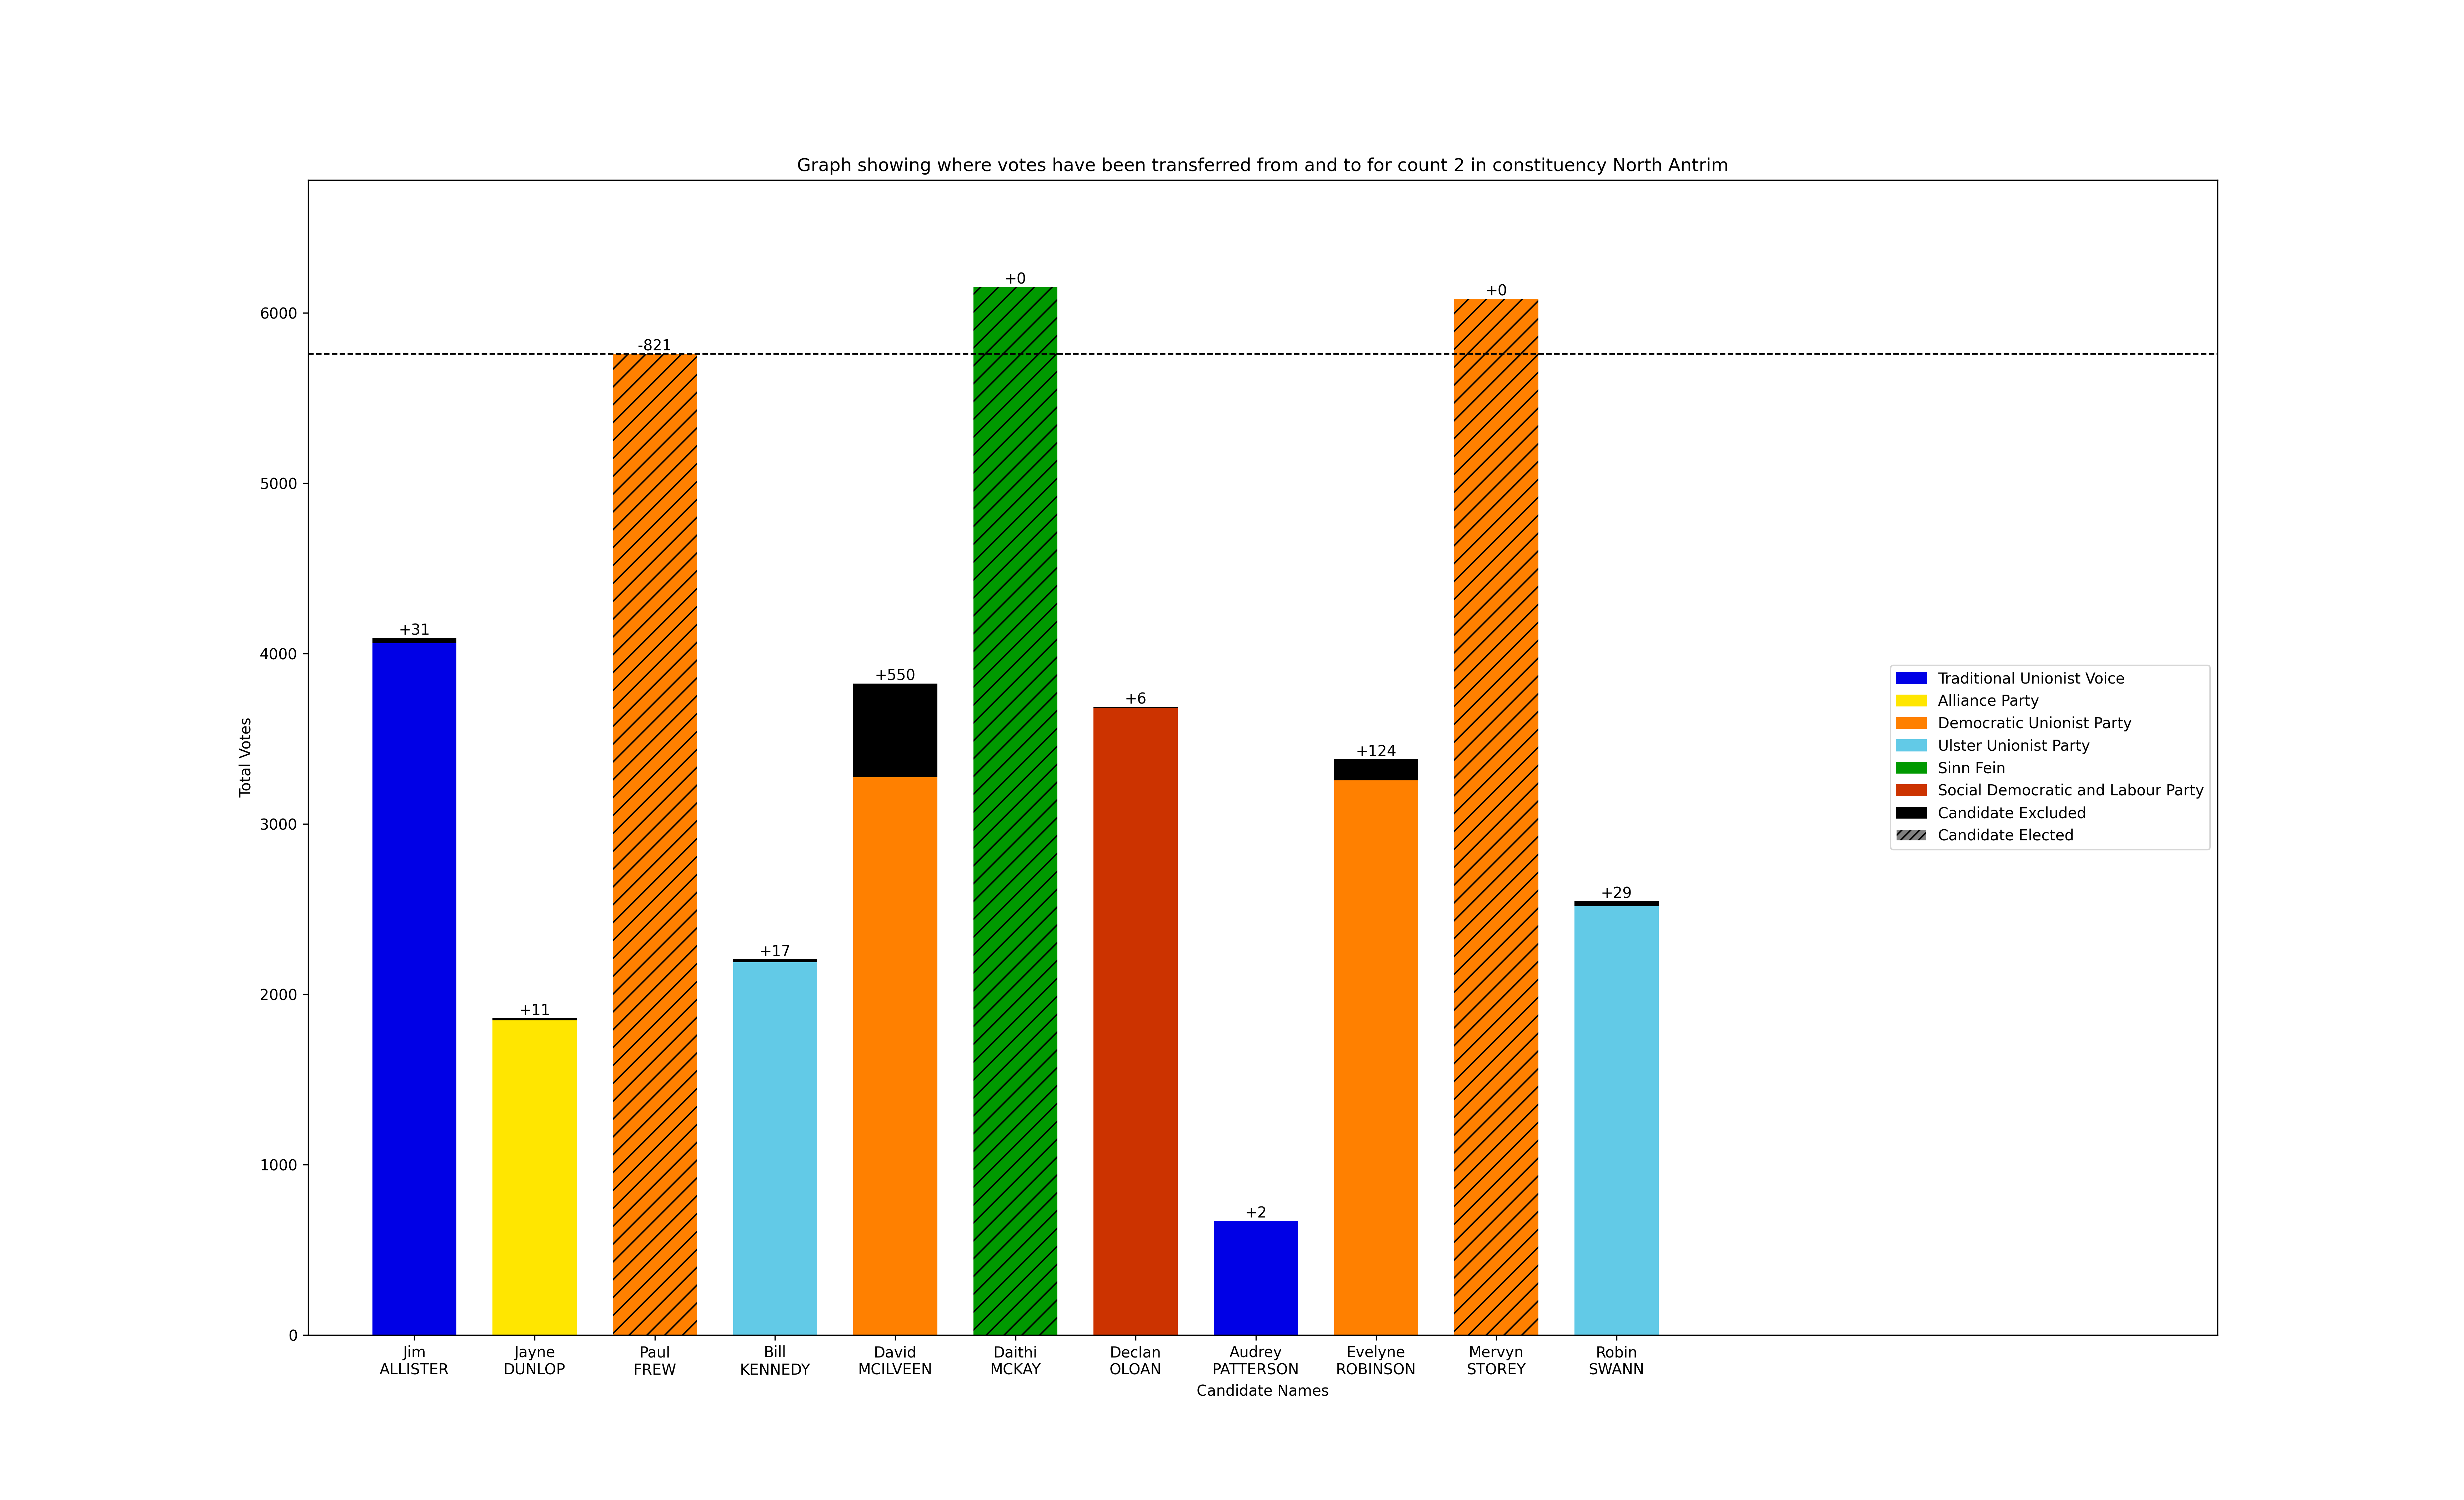 Graph showing where votes have been transferred from and to for count 2 in constituency North Antrim
Total Votes
6000
5000
4000
3000
2000
1000
0
+31
+11
-821
+17
+550
+0
+6
+2
+124
+0
+29
Traditional Unionist Voice
Alliance Party
Democratic Unionist Party
Ulster Unionist Party
Sinn Fein
Social Democratic and Labour Party
Candidate Excluded
Candidate Elected
Jim
ALLISTER
Jayne
DUNLOP
Paul
FREW
Bill
KENNEDY
David
MCILVEEN
Daithi
MCKAY
Declan
OLOAN
Audrey
PATTERSON
Evelyne
ROBINSON
Mervyn
STOREY
Robin
SWANN
Candidate Names